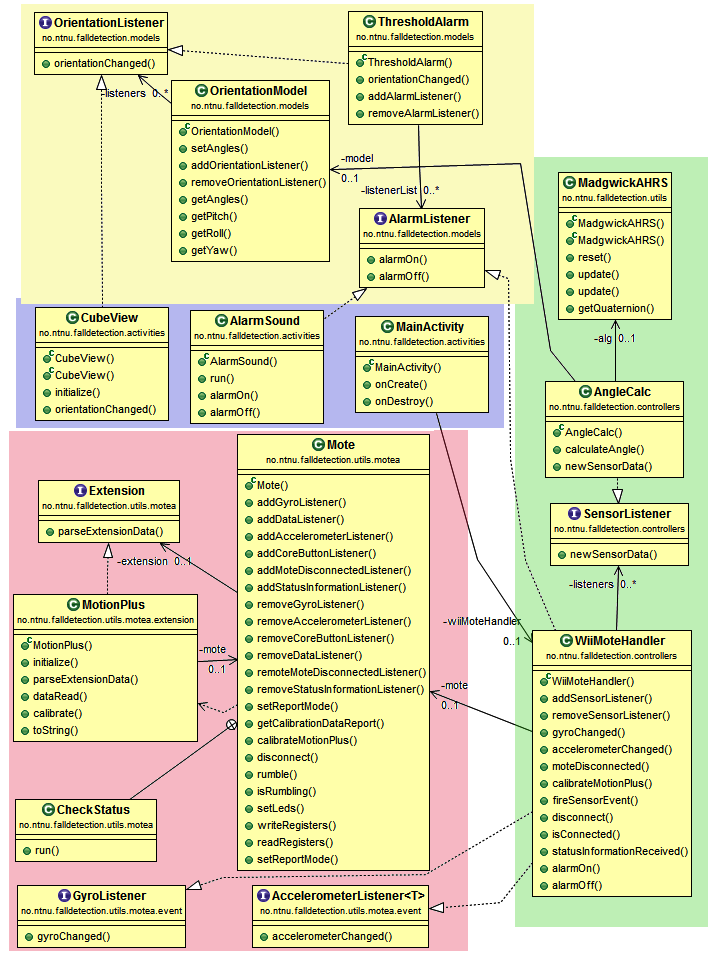 I OrientationListener
no.ntnu.falldetection.models
orientationChanged()
C ThresholdAlarm
no.ntnu.falldetection.models
C ThresholdAlarm()
orientationChanged()
addAlarmListener()
removeAlarmListener()
-listeners 0..*
C OrientationModel
no.ntnu.falldetection.models
C OrientationModel()
setAngles()
addOrientationListener()
removeOrientationListener()
getAngles()
getPitch()
getRoll()
getYaw()
-model
0..1
-listenerList 0..*
I AlarmListener
no.ntnu.falldetection.models
alarmOn()
alarmOff()
C MadgwickAHRS
no.ntnu.falldetection.utils
C MadgwickAHRS()
C MadgwickAHRS()
reset()
update()
update()
getQuaternion()
-alg 0..1
C CubeView
no.ntnu.falldetection.activities
C CubeView()
C CubeView()
initialize()
orientationChanged()
C AlarmSound
no.ntnu.falldetection.activities
C AlarmSound()
run()
alarmOn()
alarmOff()
C MainActivity
no.ntnu.falldetection.activities
C MainActivity()
onCreate()
onDestroy()
C AngleCalc
no.ntnu.falldetection.controllers
C AngleCalc()
calculateAngle()
newSensorData()
I SensorListener
no.ntnu.falldetection.controllers
newSensorData()
-listeners 0..*
C Mote
no.ntnu.falldetection.utils.motea
C Mote()
addGyroListener()
addDataListener()
addAccelerometerListener()
addCoreButtonListener()
addMoteDisconnectedListener()
addStatusInformationListener()
removeGyroListener()
removeAccelerometerListener()
removeCoreButtonListener()
removeDataListener()
remoteMoteDisconnectedListener()
removeStatusInformationListener()
setReportMode()
getCalibrationDataReport()
calibrateMotionPlus()
disconnect()
rumble()
isRumbling()
setLeds()
writeRegisters()
readRegisters()
setReportMode()
I Extension
no.ntnu.falldetection.utils.motea
parseExtensionData()
-extension 0..1
C MotionPlus
no.ntnu.falldetection.utils.motea.extension
C MotionPlus()
initialize()
parseExtensionData()
dataRead()
calibrate()
toString()
-mote
0..1
-wiiMoteHandler
0..1
-mote
0..1
C WiiMoteHandler
no.ntnu.falldetection.controllers
C WiiMoteHandler()
addSensorListener()
removeSensorListener()
gyroChanged()
accelerometerChanged()
moteDisconnected()
calibrateMotionPlus()
fireSensorEvent()
disconnect()
isConnected()
statusInformationReceived()
alarmOn()
alarmOff()
C CheckStatus
no.ntnu.falldetection.utils.motea
run()
I GyroListener
no.ntnu.falldetection.utils.motea.event
gyroChanged()
I AccelerometerListener<T>
no.ntnu.falldetection.utils.motea.event
accelerometerChanged()